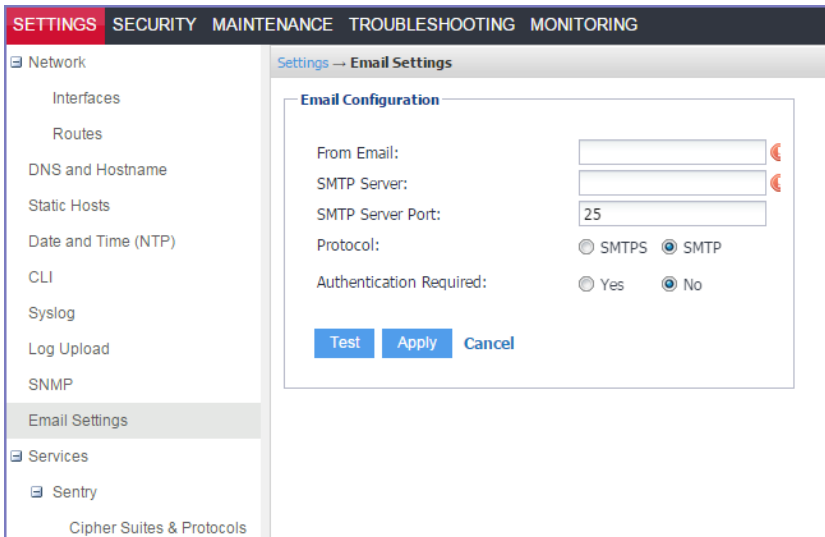 SETTINGS SECURITY MAINTENANCE TROUBLESHOOTING MONITORING
Network
Interfaces
Routes
DNS and Hostname
Static Hosts
Date and Time (NTP)
CLI
Syslog
Log Upload
SNMP
Email Settings
Services
Sentry
Cipher Suites & Protocols
Settings → Email Settings
Email Configuration
From Email:
SMTP Server:
SMTP Server Port: 25
Protocol: SMTPS SMTP
Authentication Required: Yes No
Test Apply Cancel